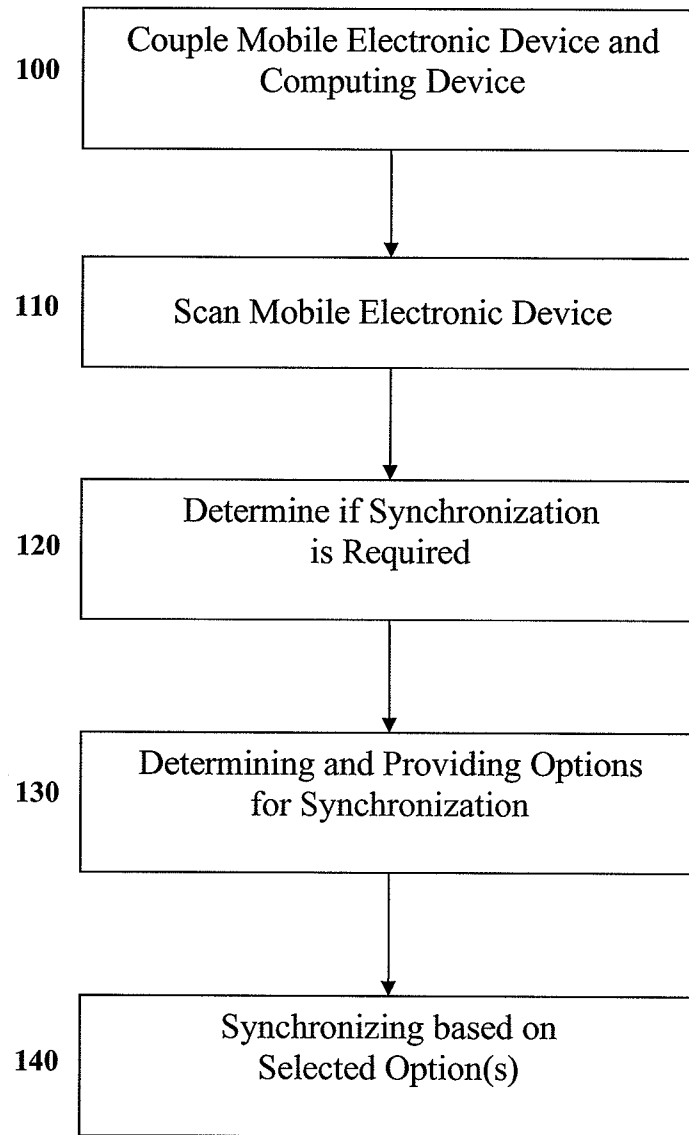 100
Couple Mobile Electronic Device and
Computing Device
110
Scan Mobile Electronic Device
120
Determine if Synchronization
is Required
130
Determining and Providing Options
for Synchronization
140
Synchronizing based on
Selected Option(s)